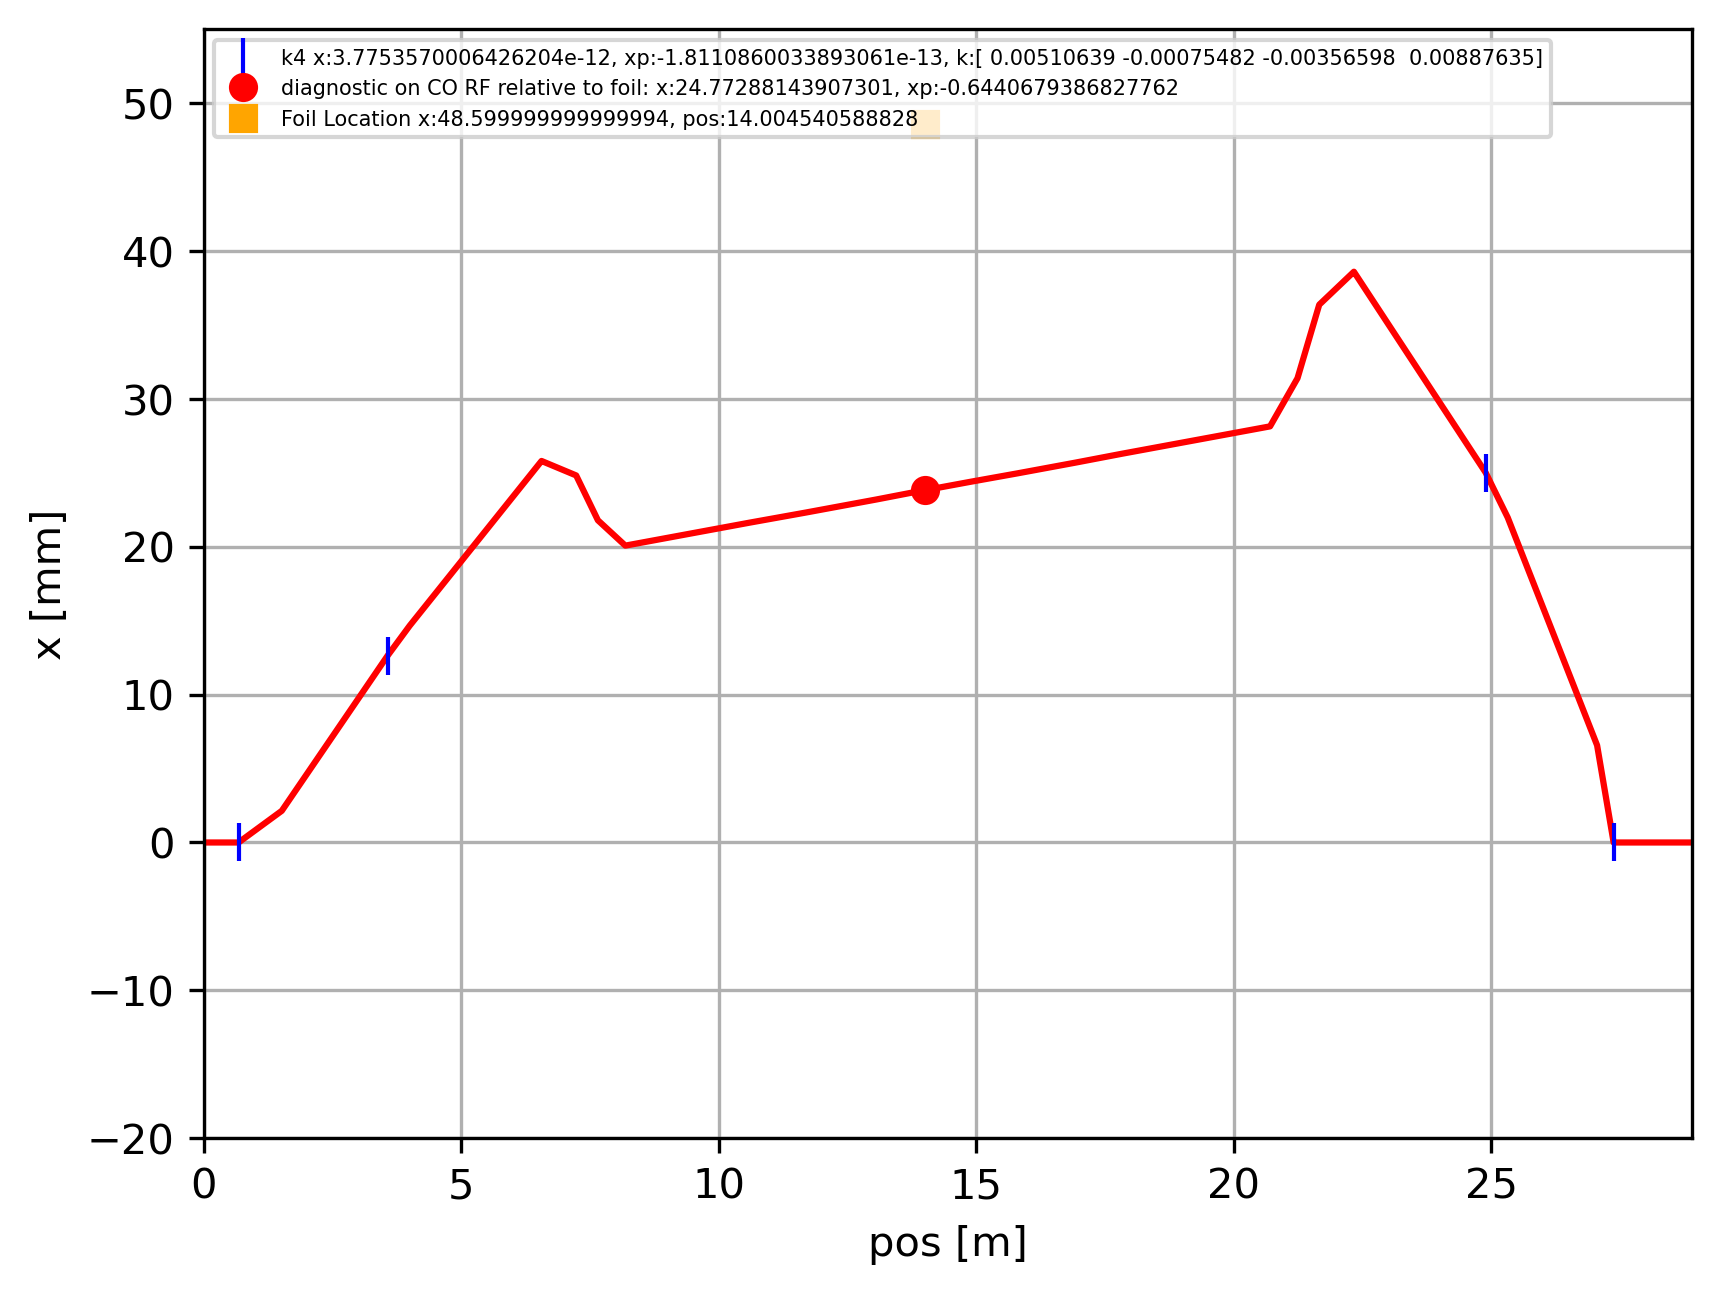 k4 x:3.7753570006426204e-12, xp:-1.8110860033893061e-13, k:[ 0.00510639 -0.00075482 -0.00356598  0.00887635]
diagnostic on CO RF relative to foil: x:24.77288143907301, xp:-0.6440679386827762
Foil Location x:48.599999999999994, pos:14.004540588828
50
40
30
20
10
0
−10
−20
x [mm]
0 5 10 15 20 25
pos [m]